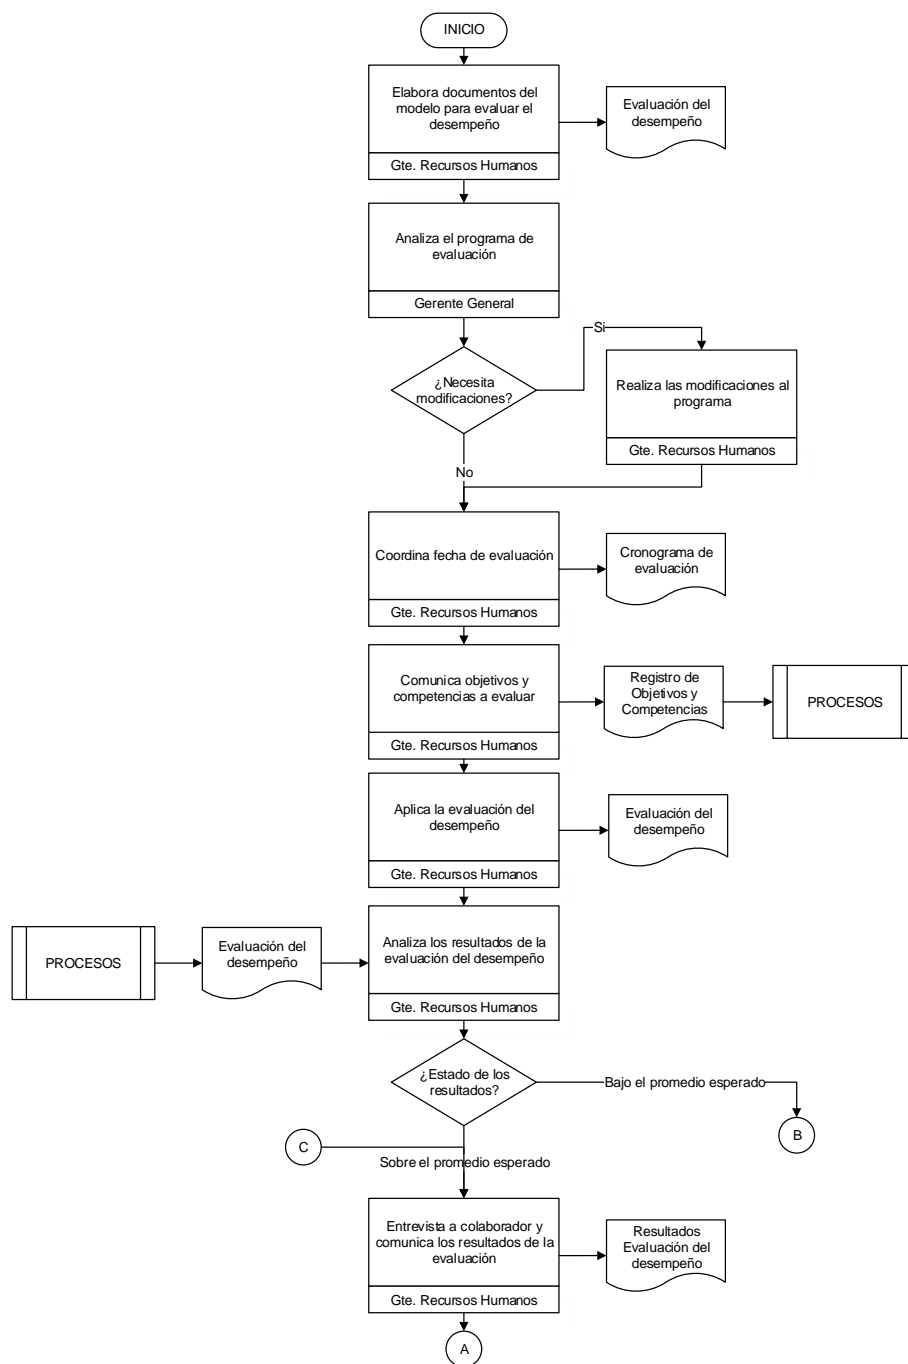 INICIO
Elabora documentos del
modelo para evaluar el
desempeño
Gte. Recursos Humanos
Evaluación del
desempeño
Analiza el programa de
evaluación
Gerente General
¿Necesita
modificaciones?
Si
Realiza las modificaciones al
programa
Gte. Recursos Humanos
No
Coordina fecha de evaluación
Gte. Recursos Humanos
Cronograma de
evaluación
Comunica objetivos y
competencias a evaluar
Gte. Recursos Humanos
Registro de
Objetivos y
Competencias
PROCESOS
Aplica la evaluación del
desempeño
Gte. Recursos Humanos
Evaluación del
desempeño
PROCESOS
Evaluación del
desempeño
Analiza los resultados de la
evaluación del desempeño
Gte. Recursos Humanos
¿Estado de los
resultados?
Bajo el promedio esperado
B
C
Sobre el promedio esperado
Entrevista a colaborador y
comunica los resultados de la
evaluación
Gte. Recursos Humanos
Resultados
Evaluación del
desempeño
A